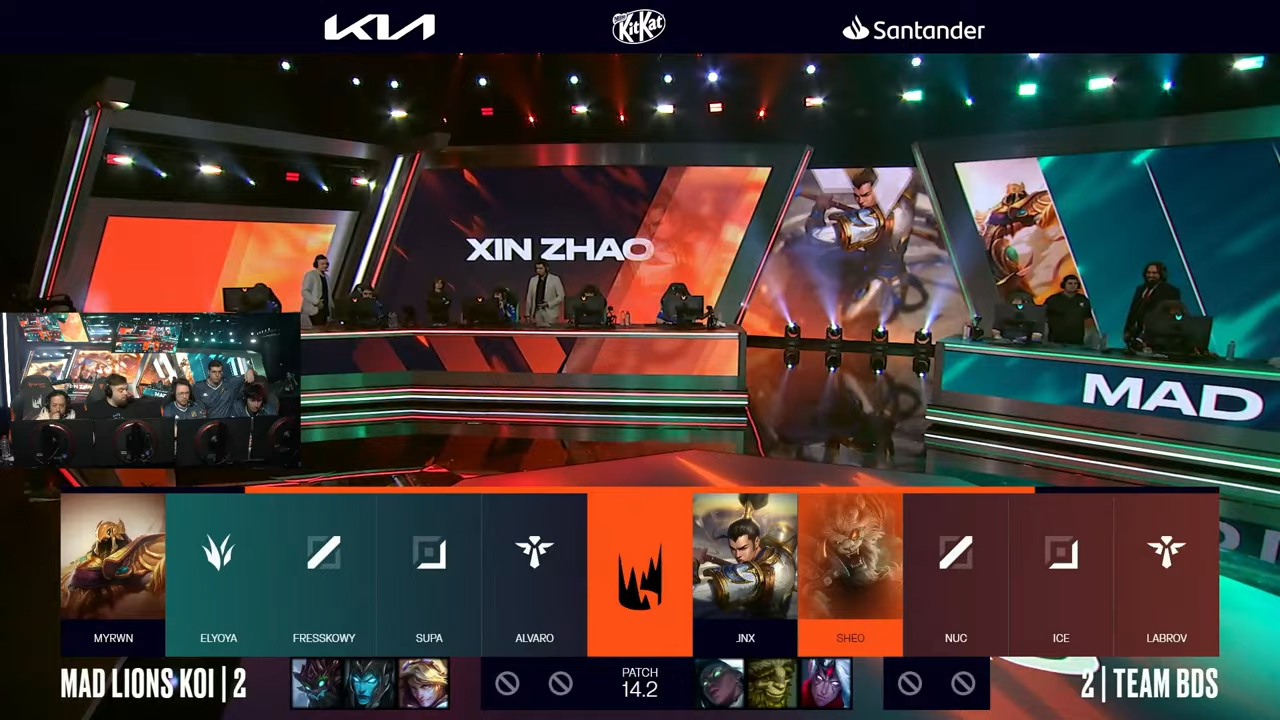 KIA
Nestlé
KitKat
Santander
XIN ZHAO
MAD
MYRWN
ELYOYA
FRESSKOWY
SUPA
ALVARO
JNX
SHEO
NUC
ICE
LABROV
MAD LIONS KOI | 2
PATCH
14.2
2 | TEAM BDS